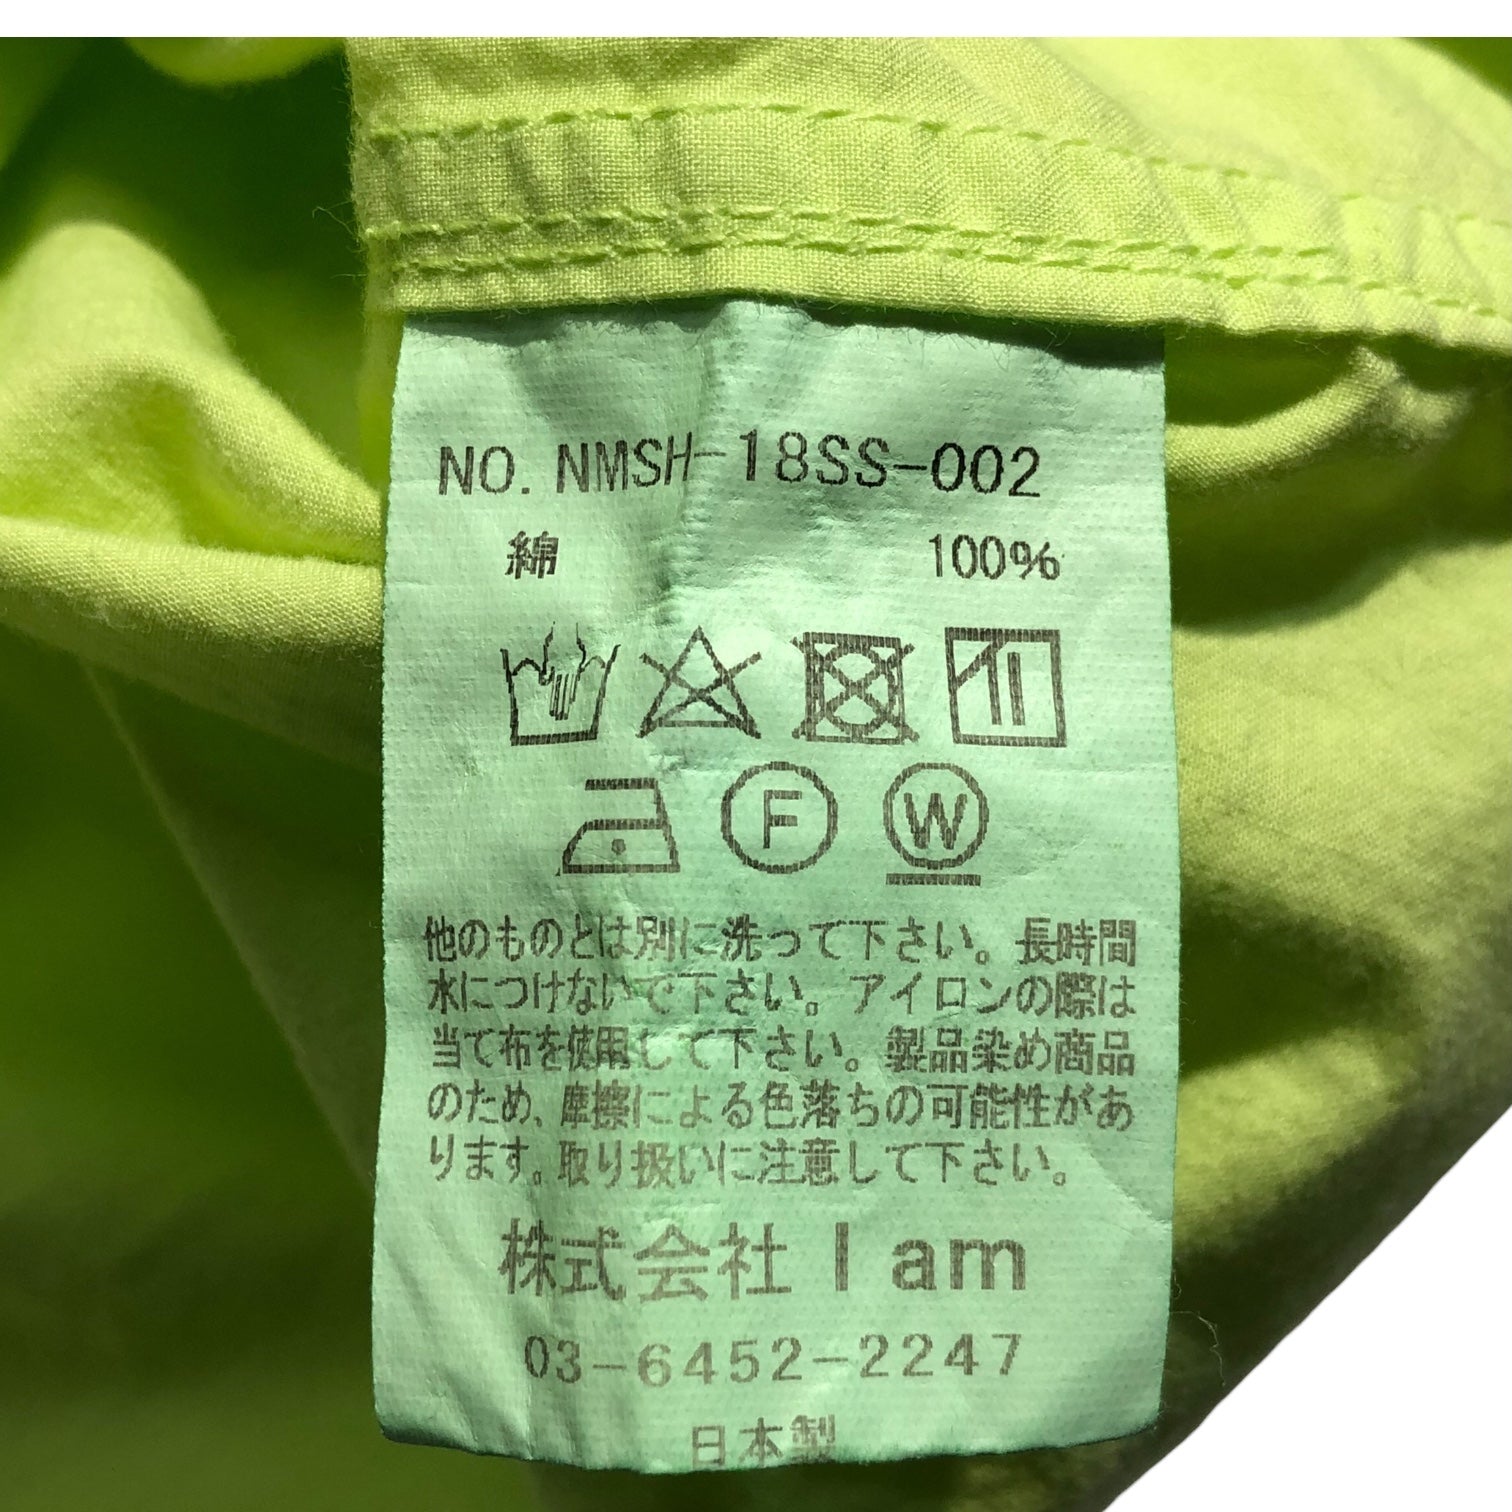 NO. NMSH-18SS-002
綿 100%
F W
他のものとは別に洗って下さい。長時間
水につけないで下さい。アイロンの際は
当て布を使用して下さい。製品染め商品
のため、摩擦による色落ちの可能性があ
ります。取り扱いに注意して下さい。
株式会社 I am
03-6452-2247
日本製